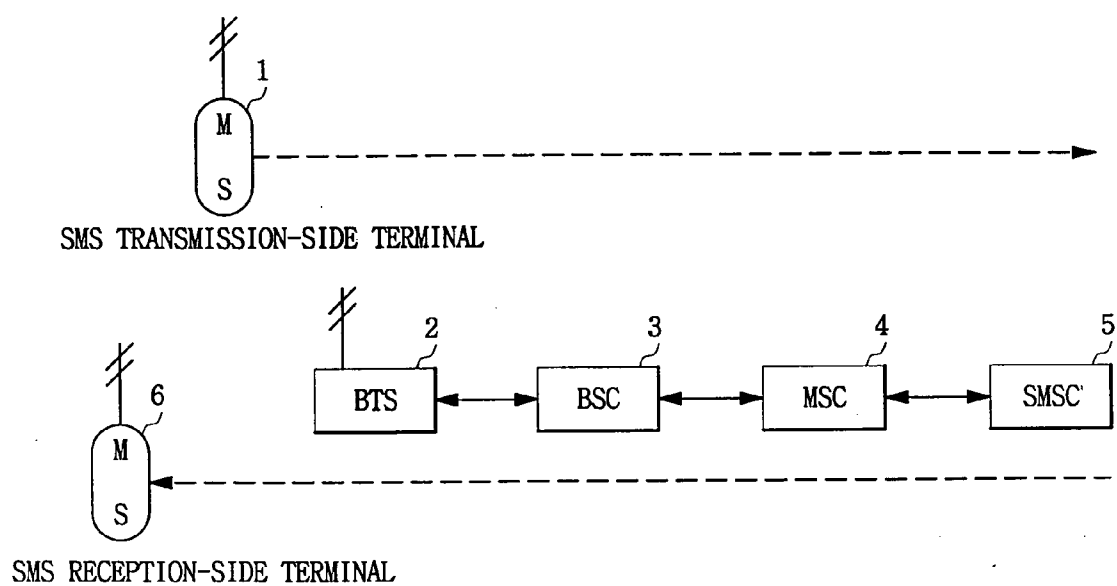 1
M
S
SMS TRANSMISSION-SIDE TERMINAL
2
3
4
5
BTS
BSC
MSC
SMSC'
6
M
S
SMS RECEPTION-SIDE TERMINAL